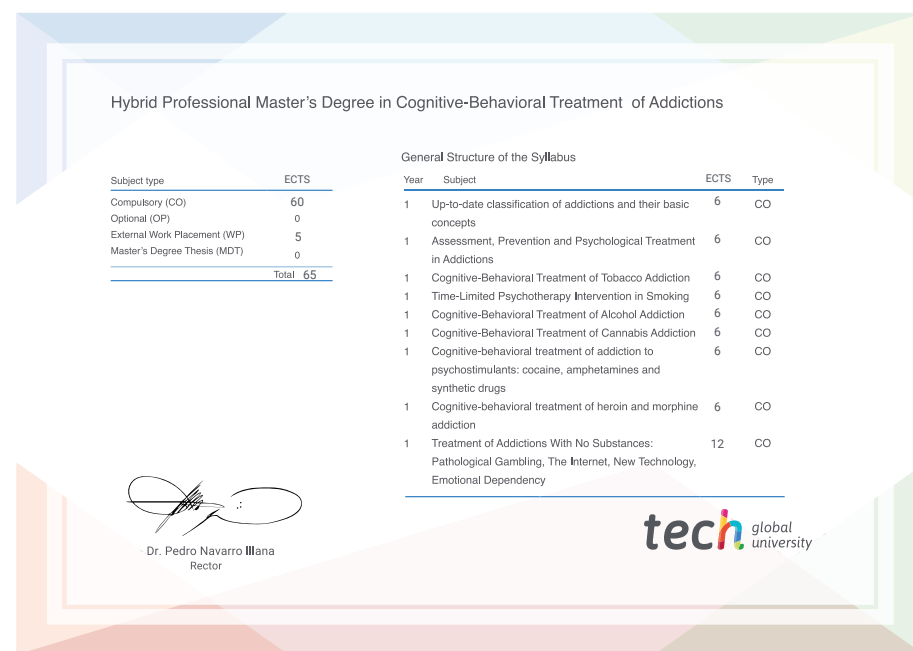 Hybrid Professional Master's Degree in Cognitive-Behavioral Treatment of Addictions
Subject type ECTS
Compulsory (CO) 60
Optional (OP) 0
External Work Placement (WP) 5
Master's Degree Thesis (MDT) 0
Total 65
General Structure of the Syllabus
Year Subject ECTS Type
1 Up-to-date classification of addictions and their basic 6 CO
concepts
1 Assessment, Prevention and Psychological Treatment 6 CO
in Addictions
1 Cognitive-Behavioral Treatment of Tobacco Addiction 6 CO
1 Time-Limited Psychotherapy Intervention in Smoking 6 CO
1 Cognitive-Behavioral Treatment of Alcohol Addiction 6 CO
1 Cognitive-Behavioral Treatment of Cannabis Addiction 6 CO
1 Cognitive-behavioral treatment of addiction to 6 CO
psychostimulants: cocaine, amphetamines and
synthetic drugs
1 Cognitive-behavioral treatment of heroin and morphine 6 CO
addiction
1 Treatment of Addictions With No Substances: 12 CO
Pathological Gambling, The Internet, New Technology,
Emotional Dependency
Dr. Pedro Navarro Illana
Rector
tech global
university